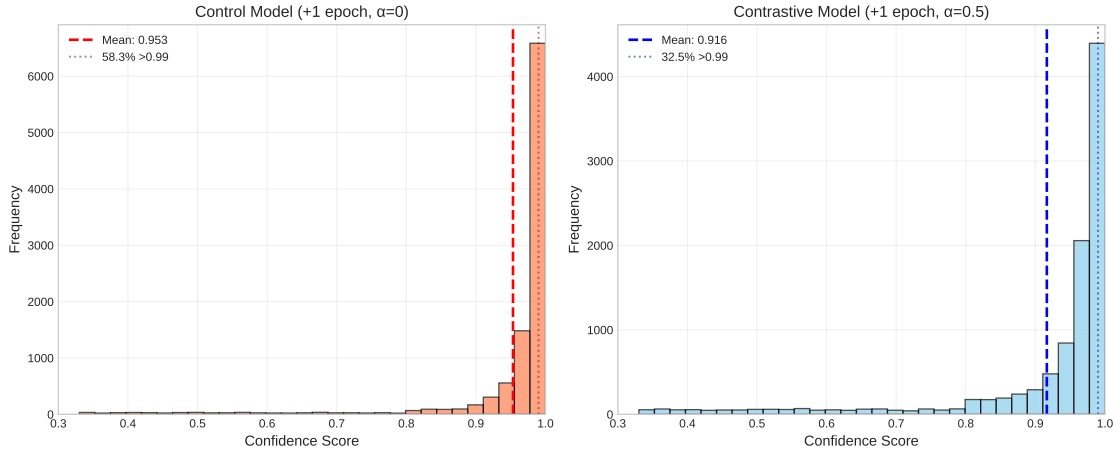 Control Model (+1 epoch, α=0)
Mean: 0.953
58.3% >0.99
Frequency
6000
5000
4000
3000
2000
1000
0
0.3 0.4 0.5 0.6 0.7 0.8 0.9 1.0
Confidence Score
Contrastive Model (+1 epoch, α=0.5)
Mean: 0.916
32.5% >0.99
Frequency
4000
3000
2000
1000
0
0.3 0.4 0.5 0.6 0.7 0.8 0.9 1.0
Confidence Score